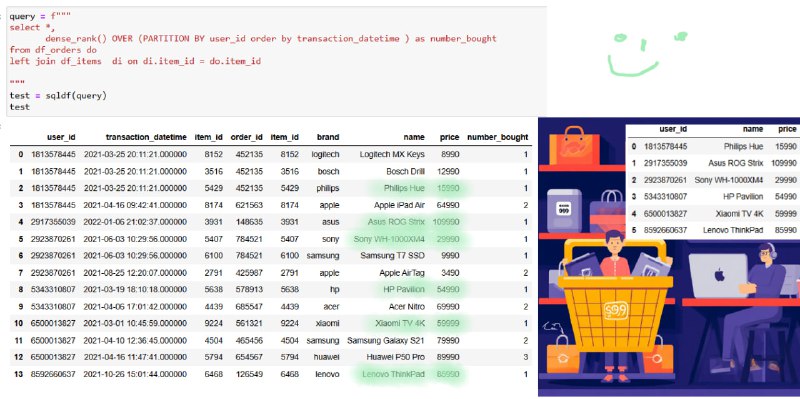 query = f"""
select *,
dense_rank() OVER (PARTITION BY user_id order by transaction_datetime ) as number_bought
from df_orders do
left join df_items di on di.item_id = do.item_id
"""
test = sqldf(query)
test
user_id transaction_datetime item_id order_id item_id brand name price number_bought
0 1813578445 2021-03-25 20:11:21.000000 8152 452135 8152 logitech Logitech MX Keys 8990 1
1 1813578445 2021-03-25 20:11:21.000000 3516 452135 3516 bosch Bosch Drill 12990 1
2 1813578445 2021-03-25 20:11:21.000000 5429 452135 5429 philips Philips Hue 15990 1
3 1813578445 2021-04-16 09:42:41.000000 8174 621563 8174 apple Apple iPad Air 64990 2
4 2917355039 2022-01-06 21:02:37.000000 3931 148635 3931 asus Asus ROG Strix 109990 1
5 2923870261 2021-06-03 10:29:56.000000 5407 784521 5407 sony Sony WH-1000XM4 29990 1
6 2923870261 2021-06-03 10:29:56.000000 6100 784521 6100 samsung Samsung T7 SSD 9990 1
7 2923870261 2021-08-25 12:20:07.000000 2791 425987 2791 apple Apple AirTag 3490 2
8 5343310807 2021-03-19 18:10:18.000000 5638 578913 5638 hp HP Pavilion 54990 1
9 5343310807 2021-04-06 17:01:42.000000 4439 685547 4439 acer Acer Nitro 69990 2
10 6500013827 2021-03-01 10:45:59.000000 9224 561321 9224 xiaomi Xiaomi TV 4K 59999 1
11 6500013827 2021-04-10 12:36:45.000000 4504 465456 4504 samsung Samsung Galaxy S21 79990 2
12 6500013827 2021-04-16 11:47:41.000000 5794 654567 5794 huawei Huawei P50 Pro 89990 3
13 8592660637 2021-10-26 15:01:44.000000 6468 126549 6468 lenovo Lenovo ThinkPad 85990 1
user_id name price
0 1813578445 Philips Hue 15990
1 2917355039 Asus ROG Strix 109990
2 2923870261 Sony WH-1000XM4 29990
3 5343310807 HP Pavilion 54990
4 6500013827 Xiaomi TV 4K 59999
5 8592660637 Lenovo ThinkPad 85990